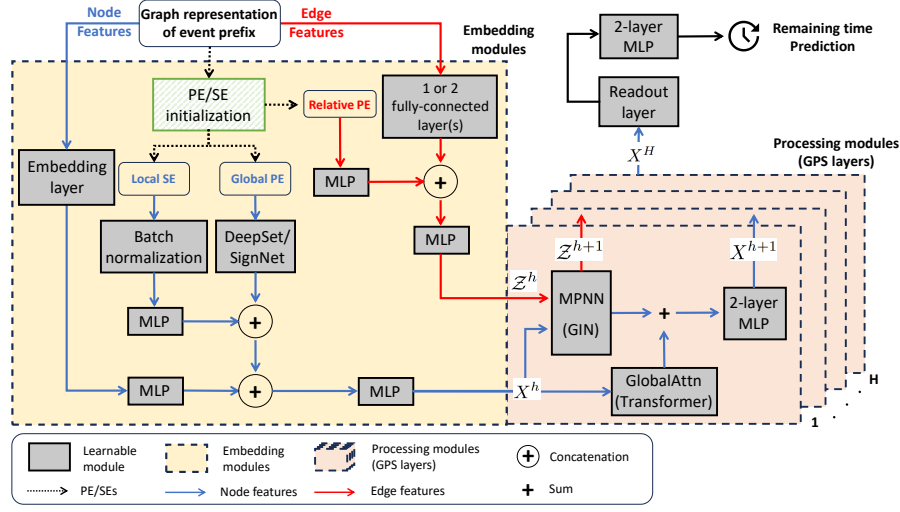 Node
Features
Graph representation
of event prefix
Edge
Features
Embedding
modules
2-layer
MLP
Remaining time
Prediction
PE/SE
initialization
Relative PE
1 or 2
fully-connected
layer(s)
Readout
layer
Embedding
layer
Local SE
Global PE
MLP
+
X^H
Processing modules
(GPS layers)
Batch
normalization
DeepSet/
SignNet
MLP
Z^{h+1}
X^{h+1}
Z^h
MPNN
(GIN)
+
2-layer
MLP
MLP
+
MLP
+
MLP
X^h
GlobalAttn
(Transformer)
H
. . . .
1
Learnable
module
Embedding
modules
Processing modules
(GPS layers)
+
Concatenation
PE/SEs
Node features
Edge features
+
Sum